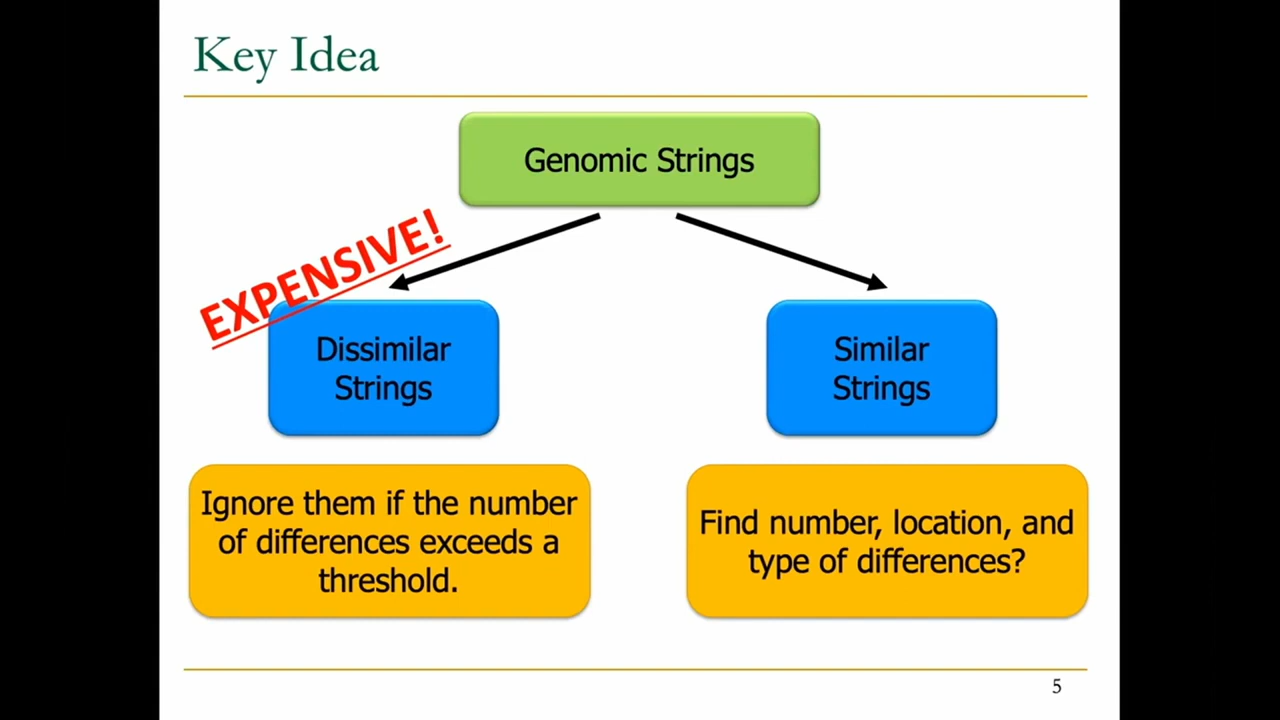 Key Idea
Genomic Strings
EXPENSIVE!
Dissimilar
Strings
Similar
Strings
Ignore them if the number
of differences exceeds a
threshold.
Find number, location, and
type of differences?
5